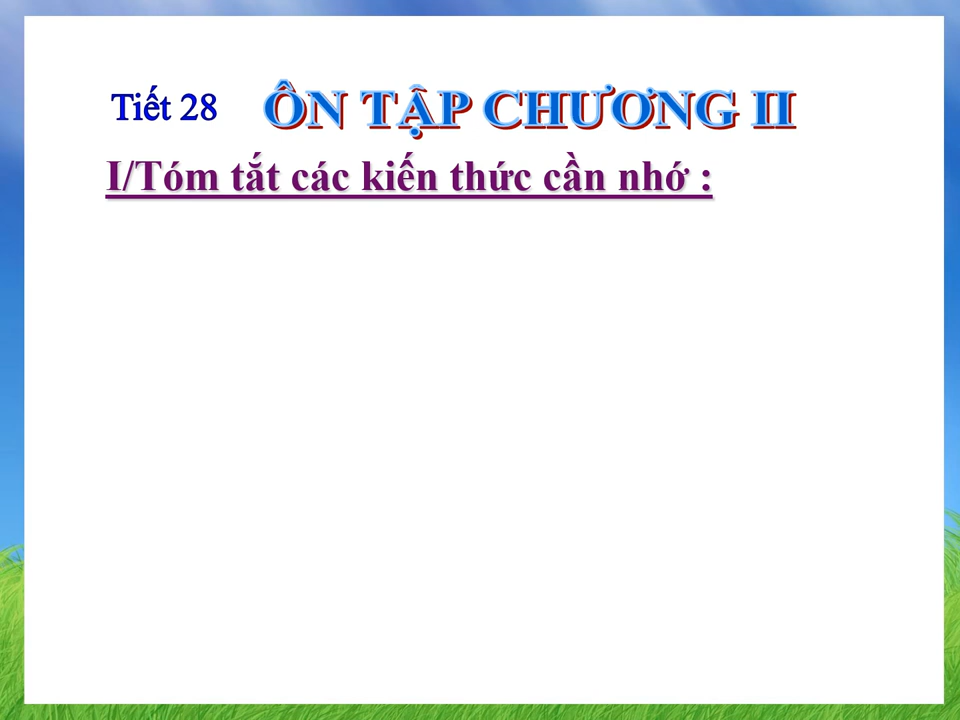 Tiết 28 ÔN TẬP CHƯƠNG II
I/Tóm tắt các kiến thức cần nhớ :